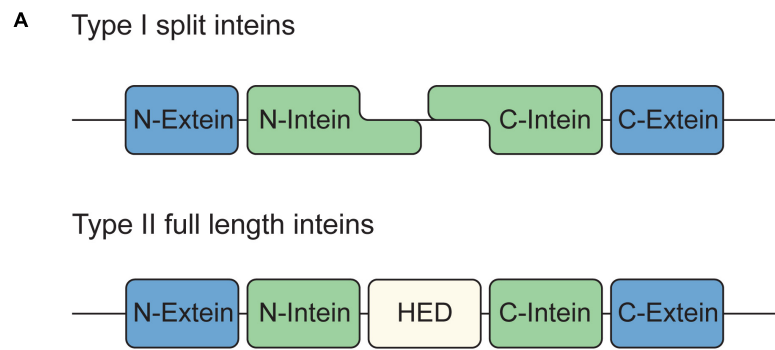 A
Type I split inteins
N-Extein N-Intein C-Intein C-Extein
Type II full length inteins
N-Extein N-Intein HED C-Intein C-Extein